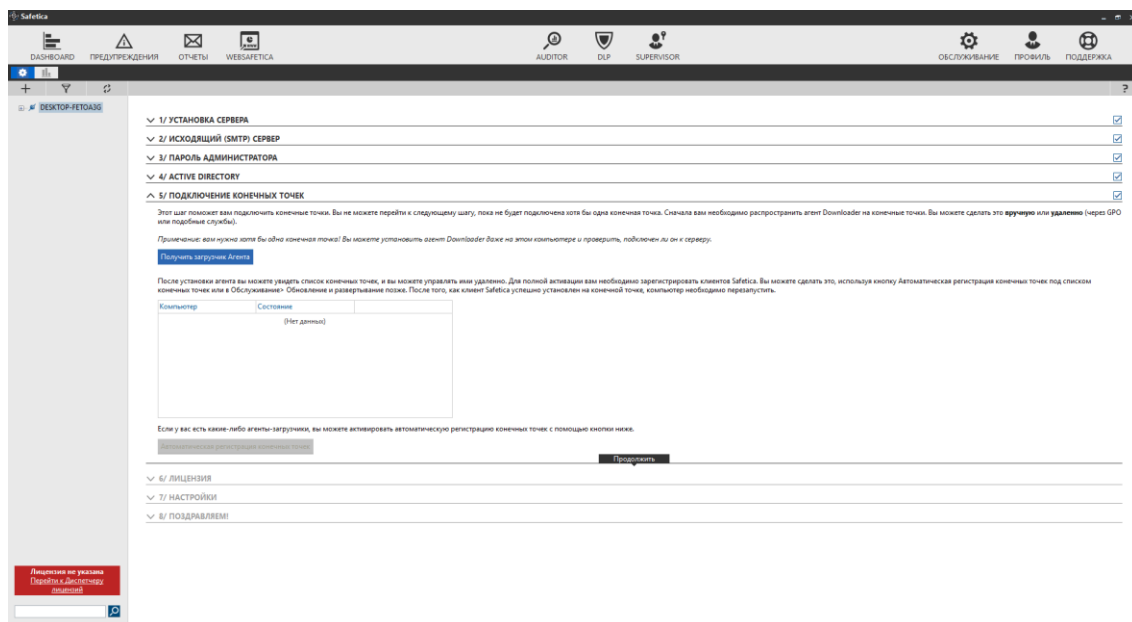 Safetica
DASHBOARD ПРЕДУПРЕЖДЕНИЯ ОТЧЕТЫ WEBSAFETICA AUDITOR DLP SUPERVISOR ОБСЛУЖИВАНИЕ ПРОФИЛЬ ПОДДЕРЖКА
?
DESKTOP-FETOA3G
1/ УСТАНОВКА СЕРВЕРА
2/ ИСХОДЯЩИЙ (SMTP) СЕРВЕР
3/ ПАРОЛЬ АДМИНИСТРАТОРА
4/ ACTIVE DIRECTORY
5/ ПОДКЛЮЧЕНИЕ КОНЕЧНЫХ ТОЧЕК
Этот шаг поможет вам подключить конечные точки. Вы не можете перейти к следующему шагу, пока не будет подключена хотя бы одна конечная точка. Сначала вам необходимо распространить агент Downloader на конечные точки. Вы можете сделать это вручную или удаленно (через GPO
или подобные службы).
Примечание: вам нужна хотя бы одна конечная точка! Вы можете установить агент Downloader даже на этом компьютере и проверить, подключен ли он к серверу.
Получить загрузчик Агента
После установки агента вы можете увидеть список конечных точек, и вы можете управлять ими удаленно. Для полной активации вам необходимо зарегистрировать клиентов Safetica. Вы можете сделать это, используя кнопку Автоматическая регистрация конечных точек под списком
конечных точек или в Обслуживание> Обновление и развертывание позже. После того, как клиент Safetica успешно установлен на конечной точке, компьютер необходимо перезапустить.
Компьютер Состояние
(Нет данных)
Если у вас есть какие-либо агенты-загрузчики, вы можете активировать автоматическую регистрацию конечных точек с помощью кнопки ниже.
Автоматическая регистрация конечных точек
Продолжить
6/ ЛИЦЕНЗИЯ
7/ НАСТРОЙКИ
8/ ПОЗДРАВЛЯЕМ!
Лицензия не указана
Перейти к Диспетчеру
лицензий